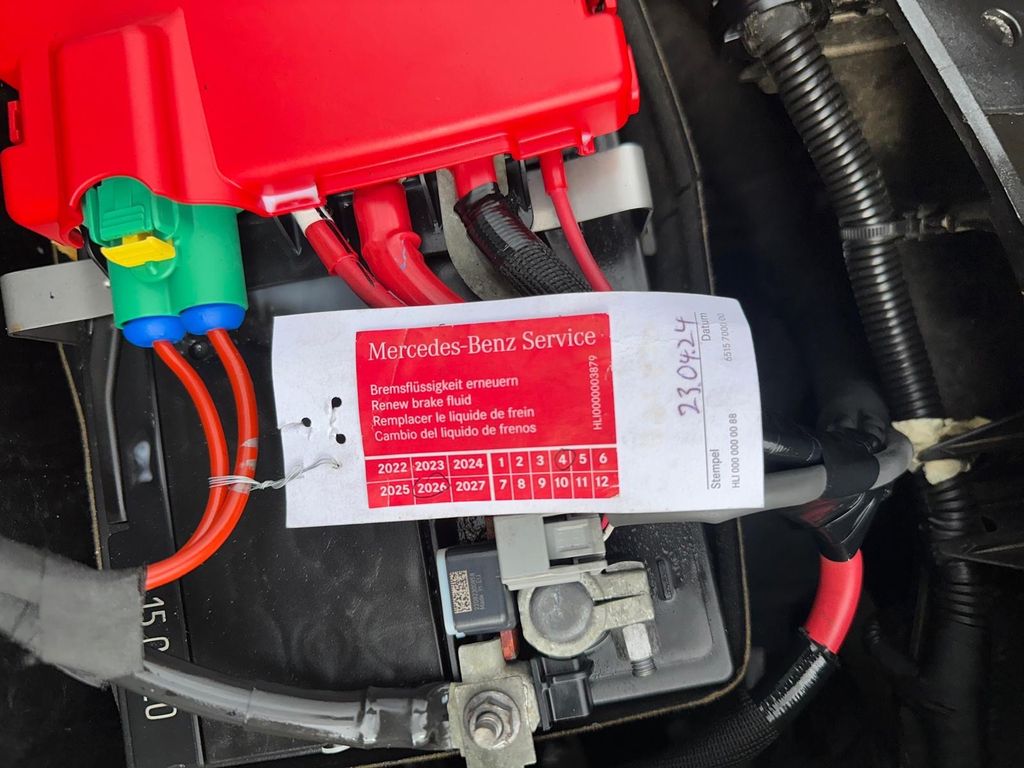 Mercedes-Benz Service
Bremsflüssigkeit erneuern
Renew brake fluid
Remplacer le liquide de frein
Cambio del liquido de frenos
HLI0000003879
2022 2023 2024 1 2 3 4 5 6
2025 2026 2027 7 8 9 10 11 12
23.04.24
Datum
6515 7000 00
Stempel
HLI 000 000 00 88